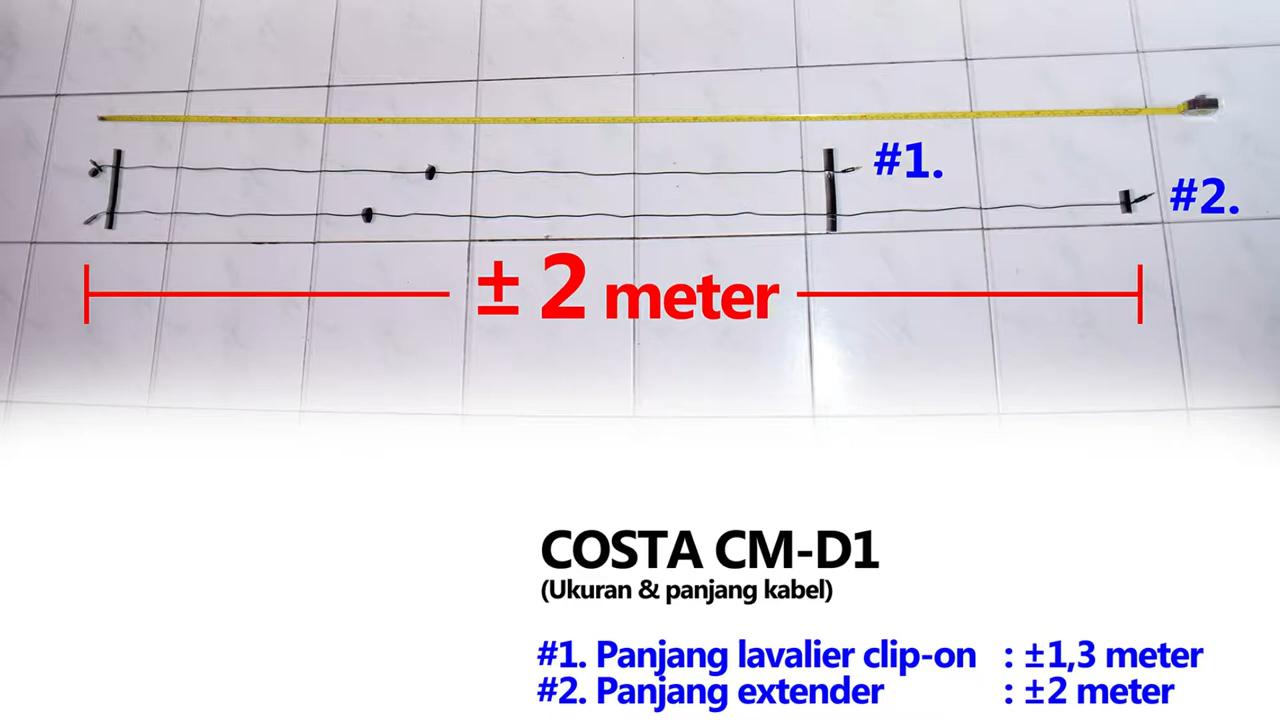 #1.
#2.
± 2 meter
COSTA CM-D1
(Ukuran & panjang kabel)
#1. Panjang lavalier clip-on : ±1,3 meter
#2. Panjang extender : ±2 meter